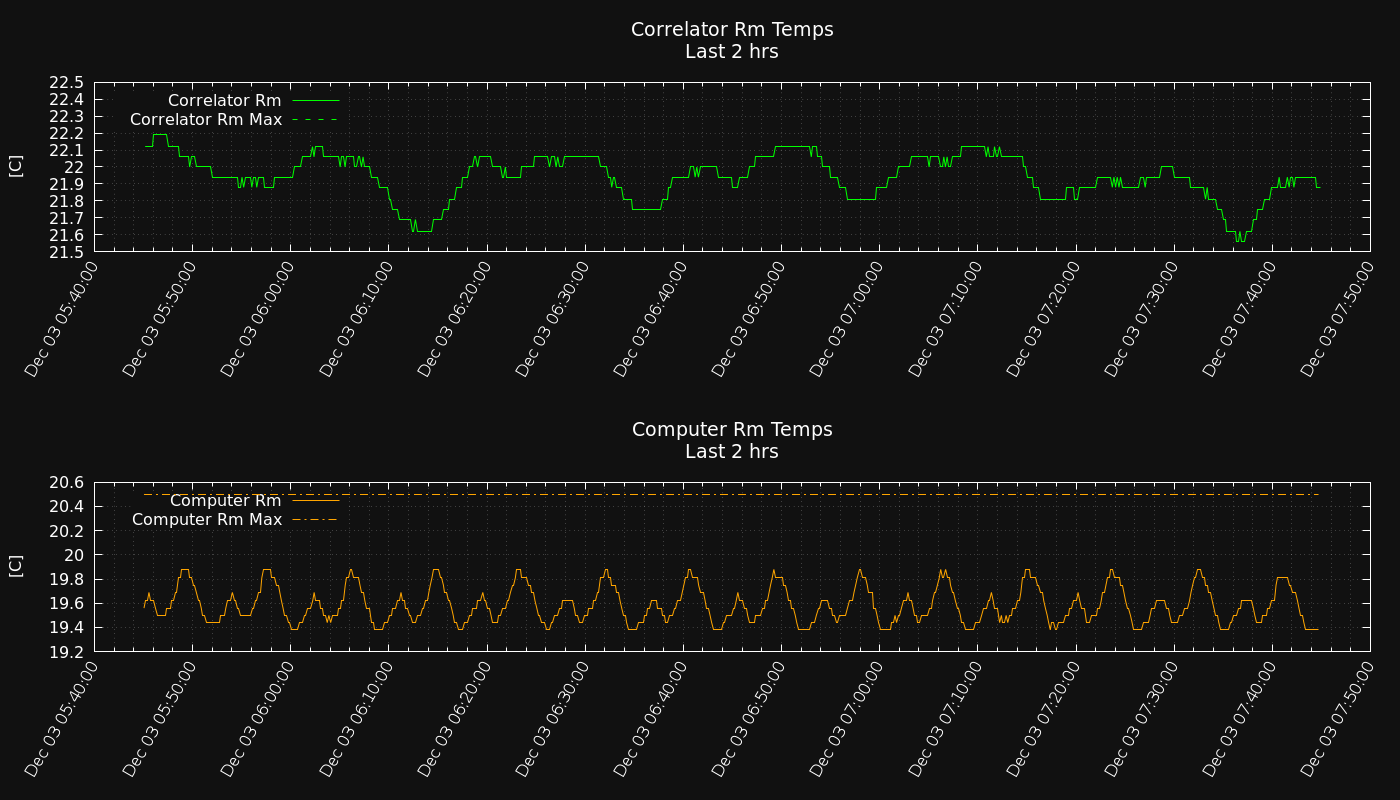 Correlator Rm Temps
Last 2 hrs
22.5
22.4
22.3
22.2
22.1
22
21.9
21.8
21.7
21.6
21.5
[C]
Correlator Rm
Correlator Rm Max
Dec 03 05:40:00
Dec 03 05:50:00
Dec 03 06:00:00
Dec 03 06:10:00
Dec 03 06:20:00
Dec 03 06:30:00
Dec 03 06:40:00
Dec 03 06:50:00
Dec 03 07:00:00
Dec 03 07:10:00
Dec 03 07:20:00
Dec 03 07:30:00
Dec 03 07:40:00
Dec 03 07:50:00
Computer Rm Temps
Last 2 hrs
20.6
20.4
20.2
20
19.8
19.6
19.4
19.2
[C]
Computer Rm
Computer Rm Max
Dec 03 05:40:00
Dec 03 05:50:00
Dec 03 06:00:00
Dec 03 06:10:00
Dec 03 06:20:00
Dec 03 06:30:00
Dec 03 06:40:00
Dec 03 06:50:00
Dec 03 07:00:00
Dec 03 07:10:00
Dec 03 07:20:00
Dec 03 07:30:00
Dec 03 07:40:00
Dec 03 07:50:00